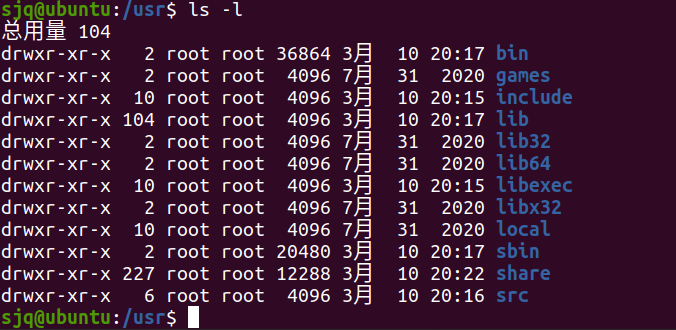 sjq@ubuntu:/usr$ ls -l
总用量 104
drwxr-xr-x   2 root root 36864 3月  10 20:17 bin
drwxr-xr-x   2 root root  4096 7月  31  2020 games
drwxr-xr-x  10 root root  4096 3月  10 20:15 include
drwxr-xr-x 104 root root  4096 3月  10 20:17 lib
drwxr-xr-x   2 root root  4096 7月  31  2020 lib32
drwxr-xr-x   2 root root  4096 7月  31  2020 lib64
drwxr-xr-x  10 root root  4096 3月  10 20:15 libexec
drwxr-xr-x   2 root root  4096 7月  31  2020 libx32
drwxr-xr-x  10 root root  4096 7月  31  2020 local
drwxr-xr-x   2 root root 20480 3月  10 20:17 sbin
drwxr-xr-x 227 root root 12288 3月  10 20:22 share
drwxr-xr-x   6 root root  4096 3月  10 20:16 src
sjq@ubuntu:/usr$